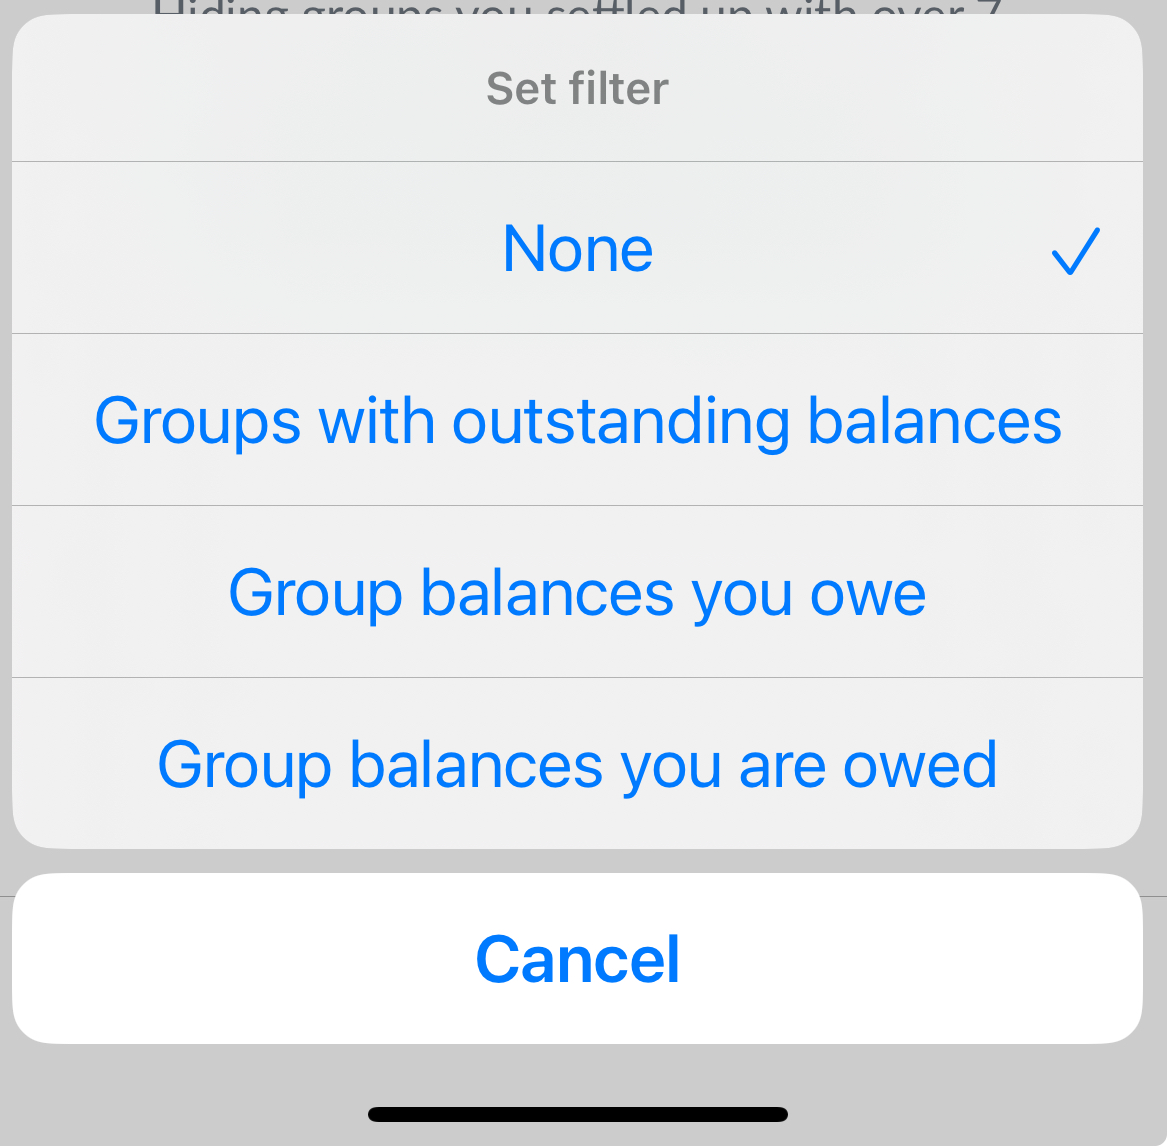 Hiding groups you settled up with over 7
Set filter
None
Groups with outstanding balances
Group balances you owe
Group balances you are owed
Cancel